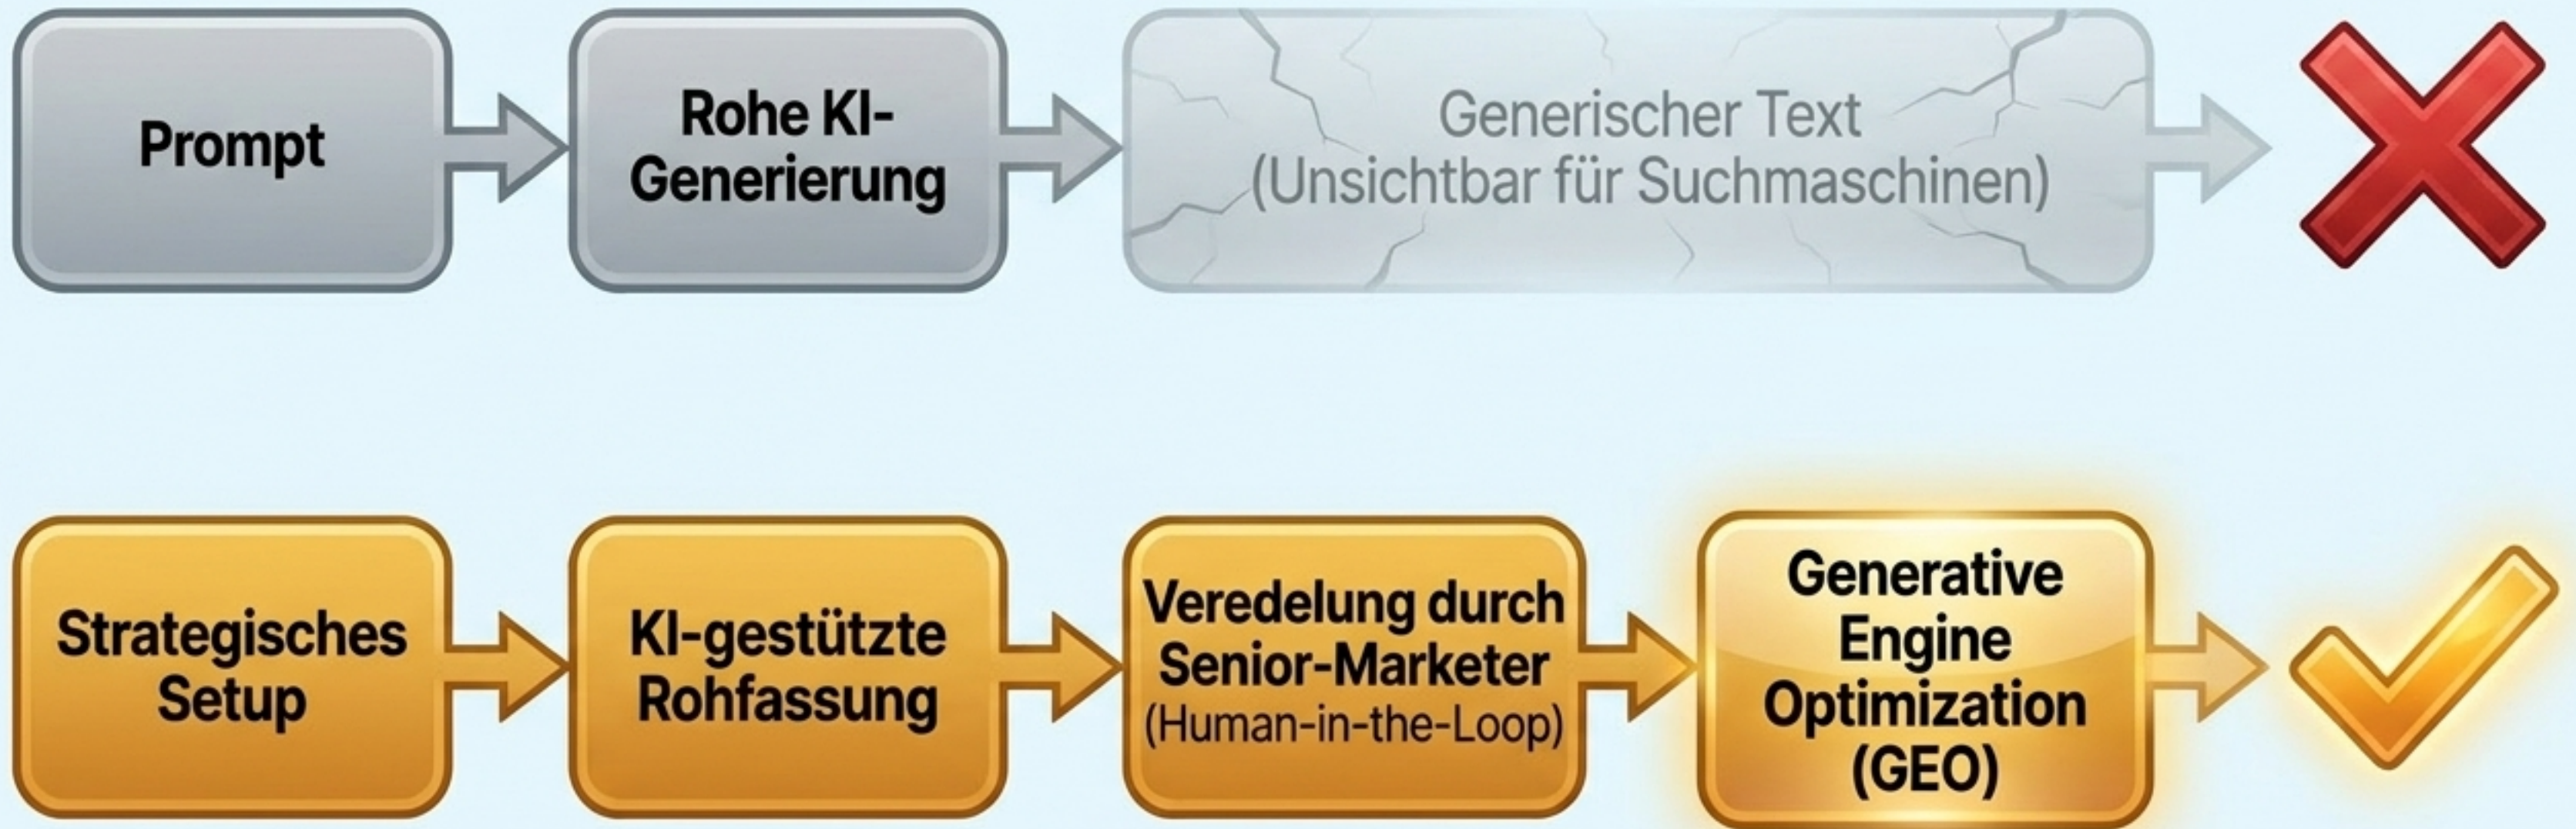 Prompt
Rohe KI-
Generierung
Generischer Text
(Unsichtbar für Suchmaschinen)
Strategisches
Setup
KI-gestützte
Rohfassung
Veredelung durch
Senior-Marketer
(Human-in-the-Loop)
Generative
Engine
Optimization
(GEO)